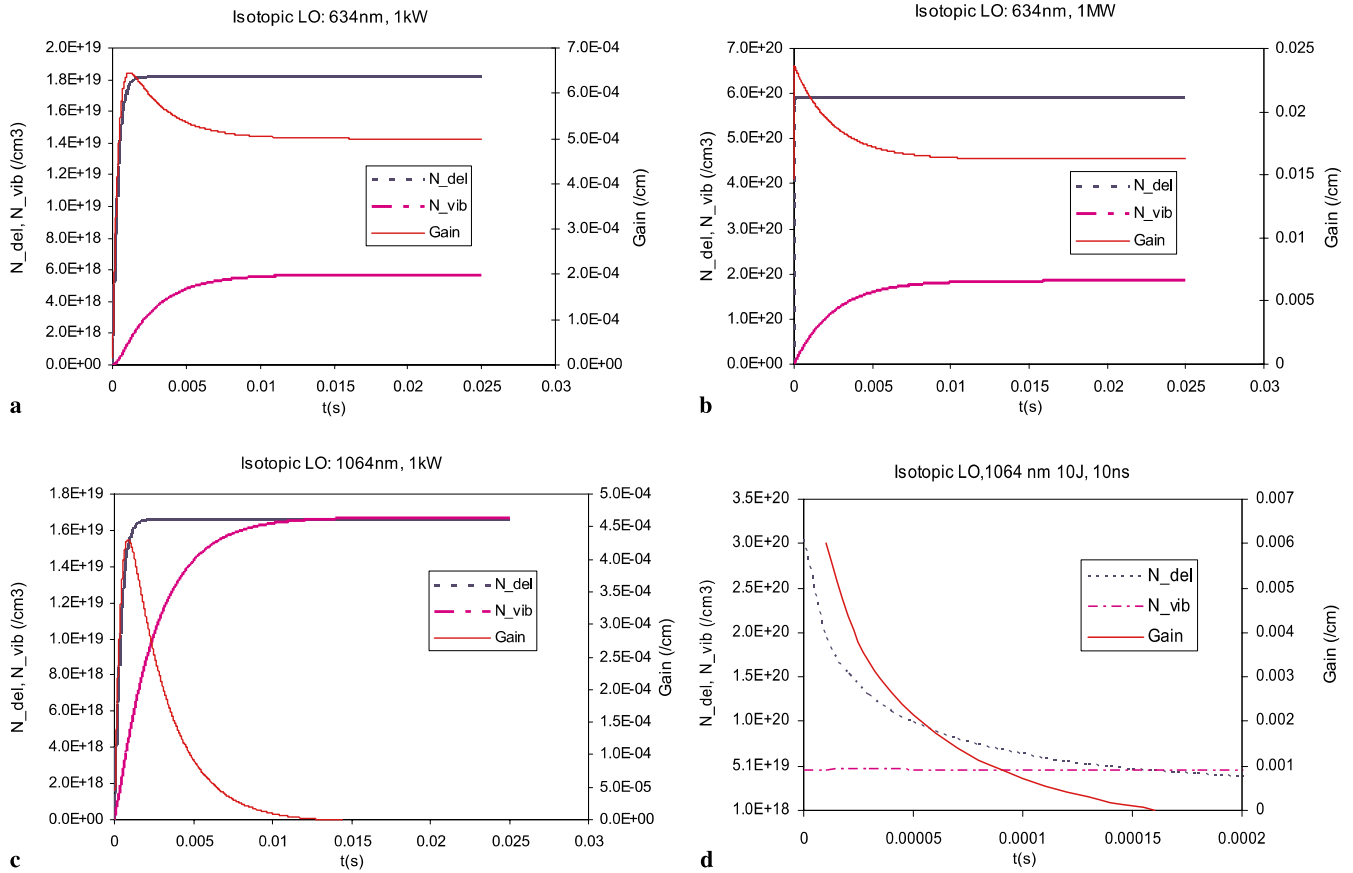 Isotopic LO: 634nm, 1kW
2.0E+19
1.8E+19
1.6E+19
1.4E+19
1.2E+19
1.0E+19
8.0E+18
6.0E+18
4.0E+18
2.0E+18
0.0E+00
N_del, N_vib (/cm3)
7.0E-04
6.0E-04
5.0E-04
4.0E-04
3.0E-04
2.0E-04
1.0E-04
0.0E+00
Gain (/cm)
N_del
N_vib
Gain
0 0.005 0.01 0.015 0.02 0.025 0.03
t(s)
a
Isotopic LO: 634nm, 1MW
7.0E+20
6.0E+20
5.0E+20
4.0E+20
3.0E+20
2.0E+20
1.0E+20
0.0E+00
N_del, N_vib (/cm3)
0.025
0.02
0.015
0.01
0.005
0
Gain (/cm)
N_del
N_vib
Gain
0 0.005 0.01 0.015 0.02 0.025 0.03
t(s)
b
Isotopic LO: 1064nm, 1kW
1.8E+19
1.6E+19
1.4E+19
1.2E+19
1.0E+19
8.0E+18
6.0E+18
4.0E+18
2.0E+18
0.0E+00
N_del, N_vib (/cm3)
5.0E-04
4.5E-04
4.0E-04
3.5E-04
3.0E-04
2.5E-04
2.0E-04
1.5E-04
1.0E-04
5.0E-05
0.0E+00
Gain (/cm)
N_del
N_vib
Gain
0 0.005 0.01 0.015 0.02 0.025 0.03
t(s)
c
Isotopic LO,1064 nm 10J, 10ns
3.5E+20
3.0E+20
2.5E+20
2.0E+20
1.5E+20
1.0E+20
5.1E+19
1.0E+18
N_del, N_vib (/cm3)
0.007
0.006
0.005
0.004
0.003
0.002
0.001
0
Gain (/cm)
N_del
N_vib
Gain
0 0.00005 0.0001 0.00015 0.0002
t(s)
d